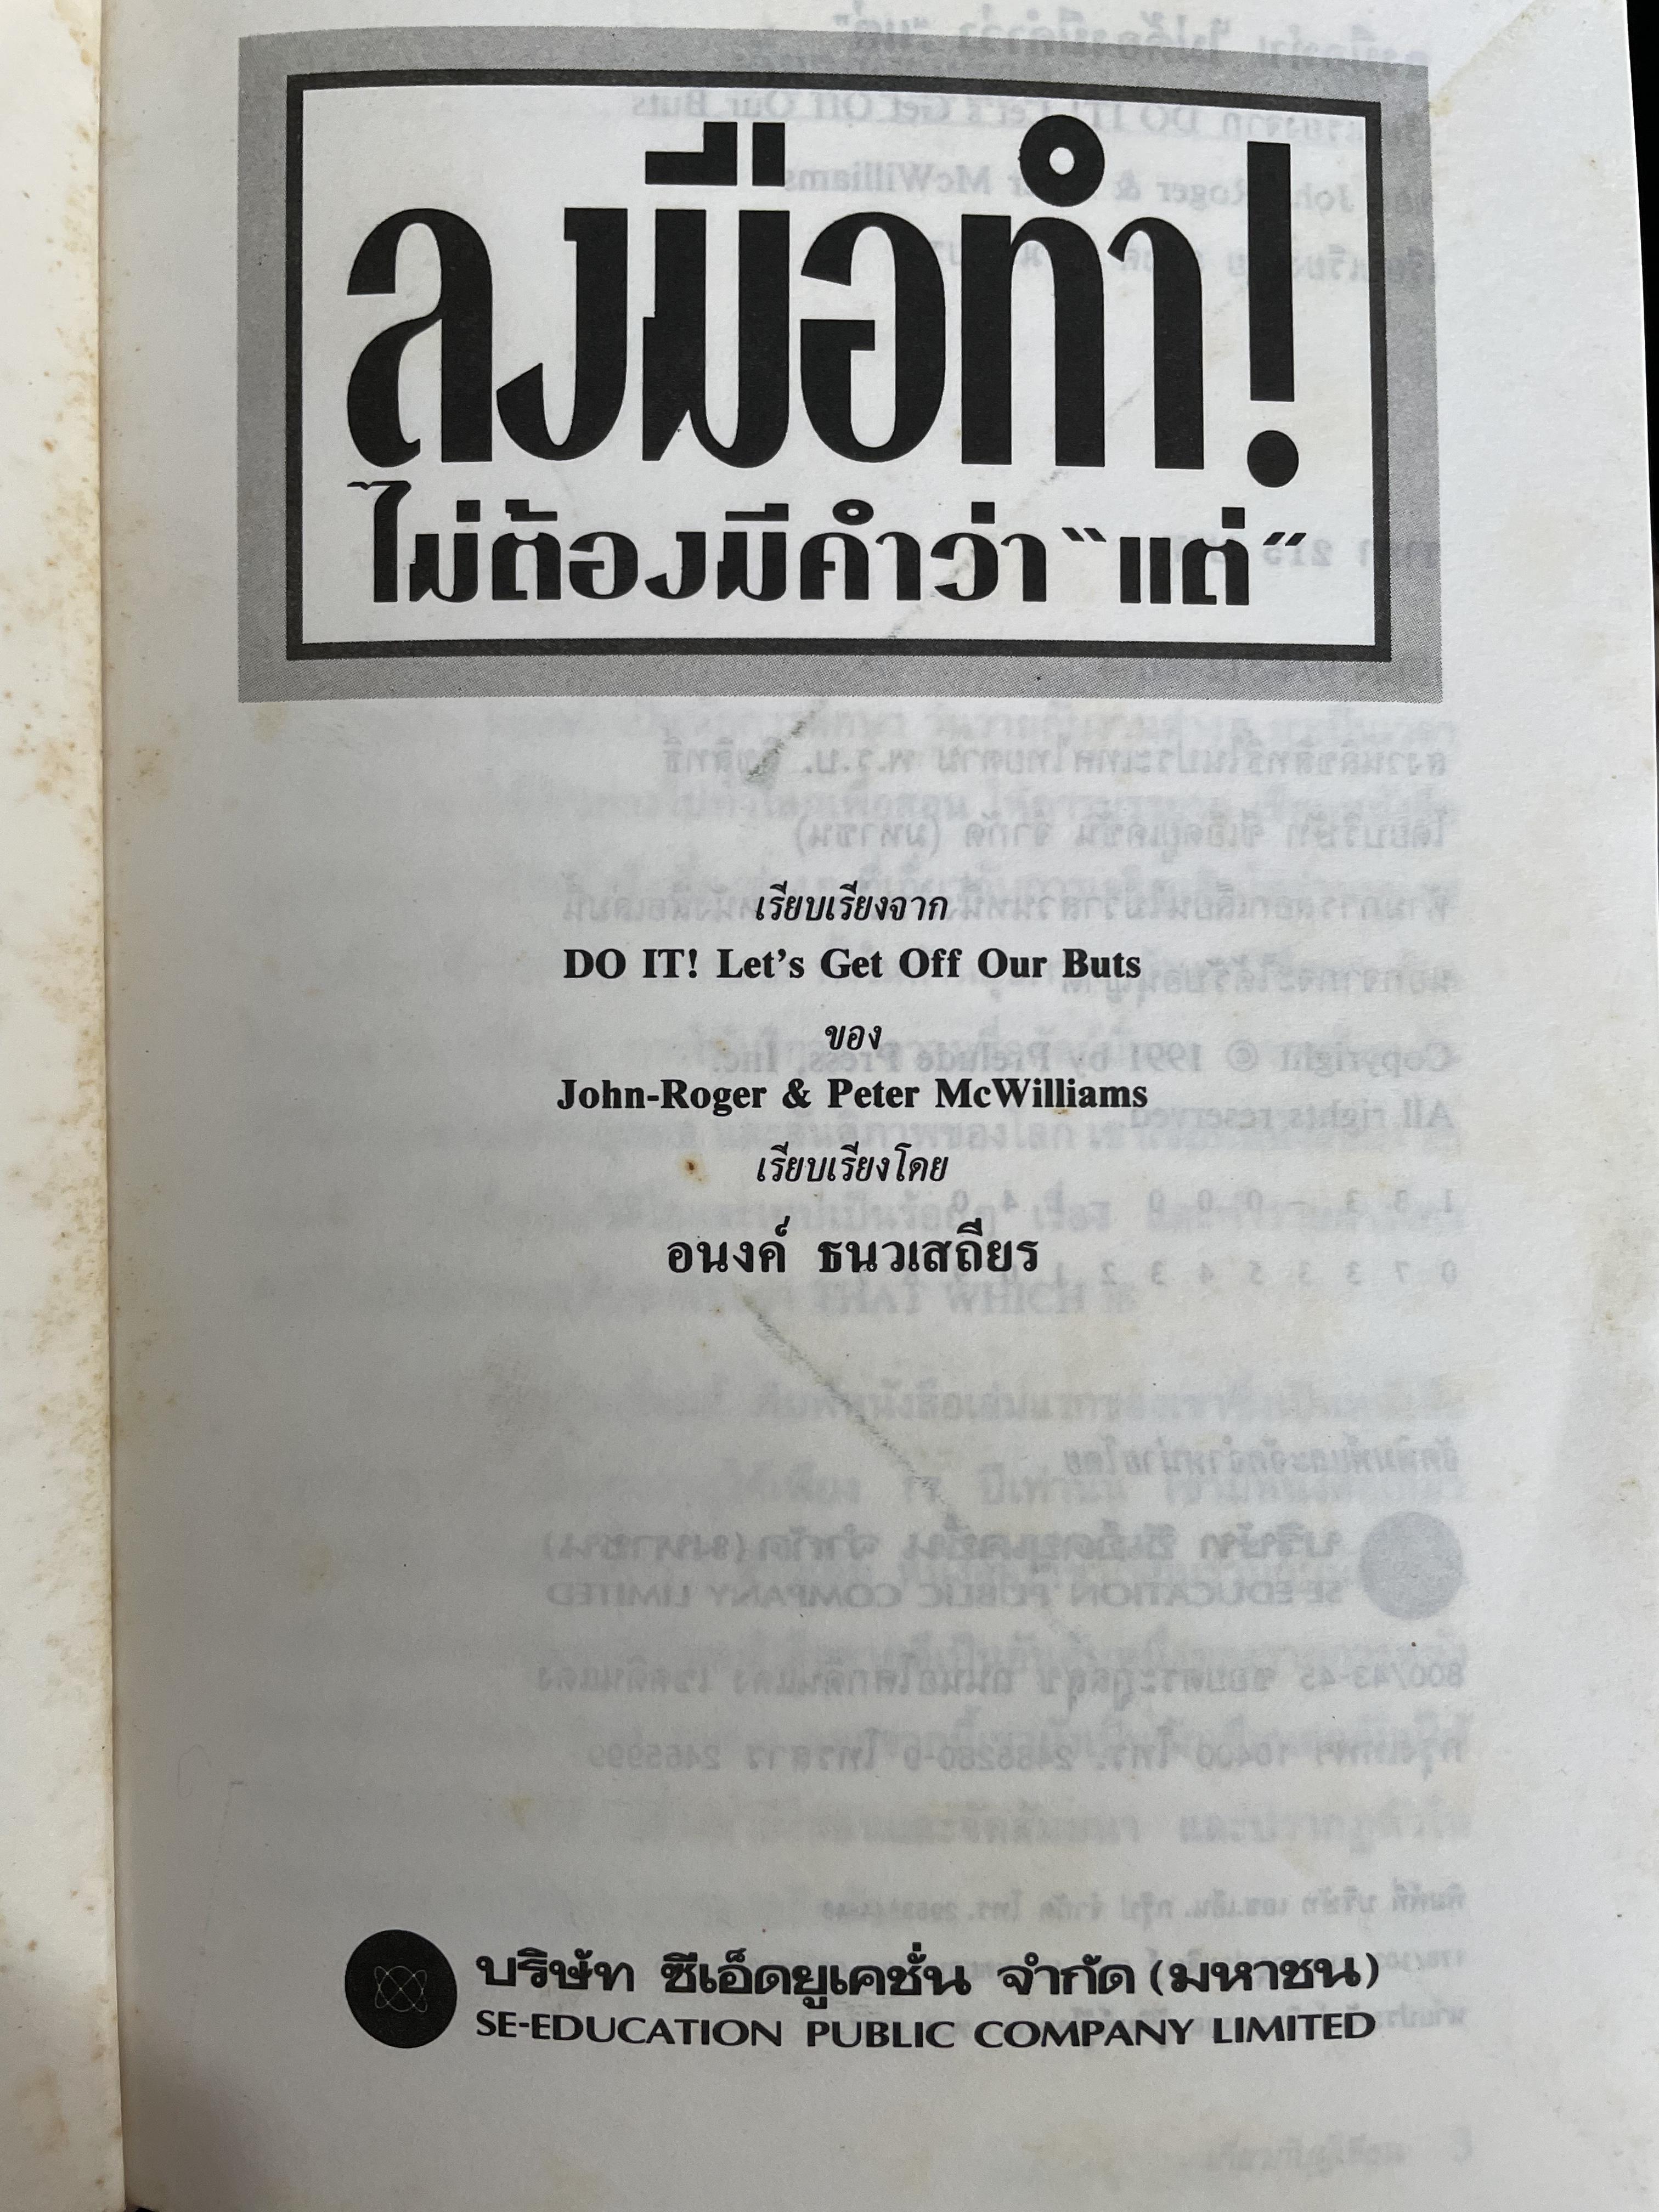 ลงมือทำ!
ไม่ต้องมีคำว่า "แต่"
เรียบเรียงจาก
DO IT! Let's Get Off Our Buts
ของ
John-Roger & Peter McWilliams
เรียบเรียงโดย
อนงค์ ธนวเสถียร
บริษัท ซีเอ็ดยูเคชั่น จำกัด (มหาชน)
SE-EDUCATION PUBLIC COMPANY LIMITED